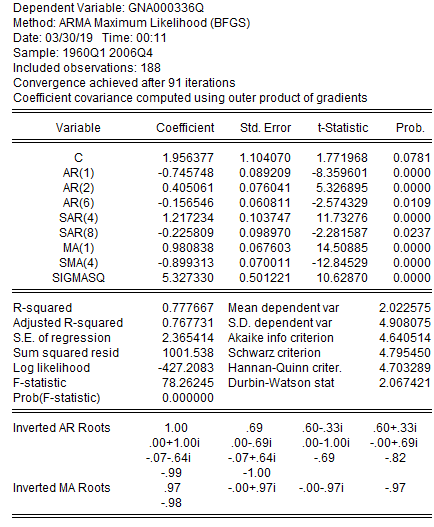 Dependent Variable: GNA000336Q
Method: ARMA Maximum Likelihood (BFGS)
Date: 03/30/19 Time: 00:11
Sample: 1960Q1 2006Q4
Included observations: 188
Convergence achieved after 91 iterations
Coefficient covariance computed using outer product of gradients
Variable Coefficient Std. Error t-Statistic Prob.
C 1.956377 1.104070 1.771968 0.0781
AR(1) -0.745748 0.089209 -8.359601 0.0000
AR(2) 0.405061 0.076041 5.326895 0.0000
AR(6) -0.156546 0.060811 -2.574329 0.0109
SAR(4) 1.217234 0.103747 11.73276 0.0000
SAR(8) -0.225809 0.098970 -2.281587 0.0237
MA(1) 0.980838 0.067603 14.50885 0.0000
SMA(4) -0.899313 0.070011 -12.84529 0.0000
SIGMASQ 5.327330 0.501221 10.62870 0.0000
R-squared 0.777667 Mean dependent var 2.022575
Adjusted R-squared 0.767731 S.D. dependent var 4.908075
S.E. of regression 2.365414 Akaike info criterion 4.640514
Sum squared resid 1001.538 Schwarz criterion 4.795450
Log likelihood -427.2083 Hannan-Quinn criter. 4.703289
F-statistic 78.26245 Durbin-Watson stat 2.067421
Prob(F-statistic) 0.000000
Inverted AR Roots 1.00 .69 .60-.33i .60+.33i
.00+1.00i .00-.69i .00-1.00i -.00+.69i
-.07-.64i -.07+.64i -.69 -.82
-.99 -1.00
Inverted MA Roots .97 -.00+.97i -.00-.97i -.97
-.98